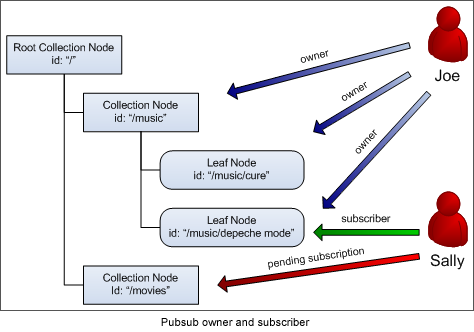 Root Collection Node
id: “/”
owner
Joe
Collection Node
id: “/music”
owner
owner
Leaf Node
id: “/music/cure”
Leaf Node
id: “/music/depeche mode”
subscriber
Sally
pending subscription
Collection Node
Id: “/movies”
Pubsub owner and subscriber